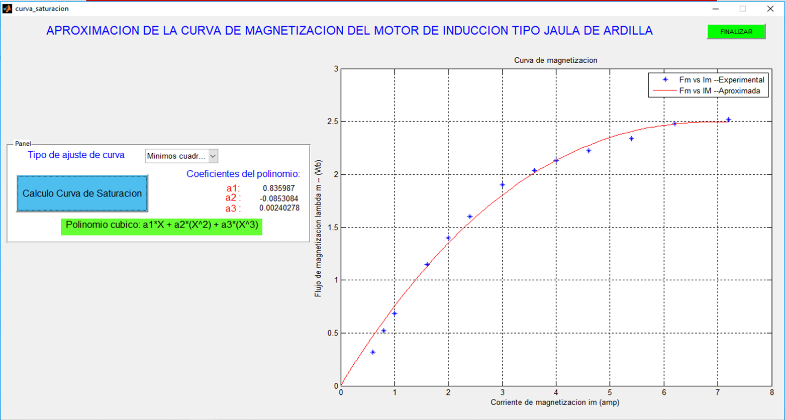 curva_saturacion
APROXIMACION DE LA CURVA DE MAGNETIZACION DEL MOTOR DE INDUCCION TIPO JAULA DE ARDILLA
FINALIZAR
Panel
Tipo de ajuste de curva
Minimos cuadr...
Calculo Curva de Saturacion
Coeficientes del polinomio:
a1: 0.835987
a2 : -0.0853084
a3 : 0.00240278
Polinomio cubico: a1*X + a2*(X^2) + a3*(X^3)
Curva de magnetizacion
Fm vs Im --Experimental
Fm vs IM --Aproximada
Flujo de magnetizacion lambda m -- (Wb)
3
2.5
2
1.5
1
0.5
0
0 1 2 3 4 5 6 7 8
Corriente de magnetizacion im (amp)